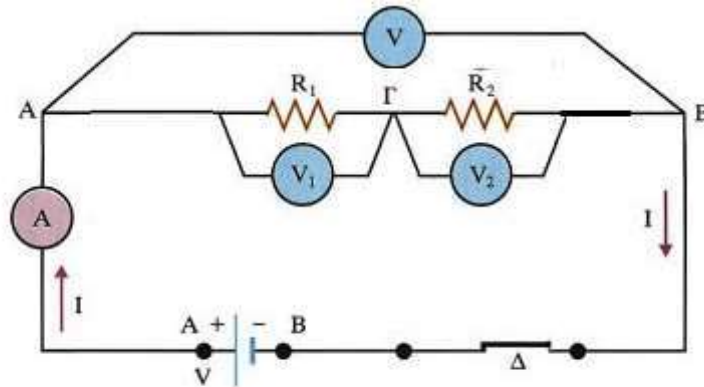 V
R₁ Γ R₂
A B
V₁ V₂
A
I I
A + − B
V Δ